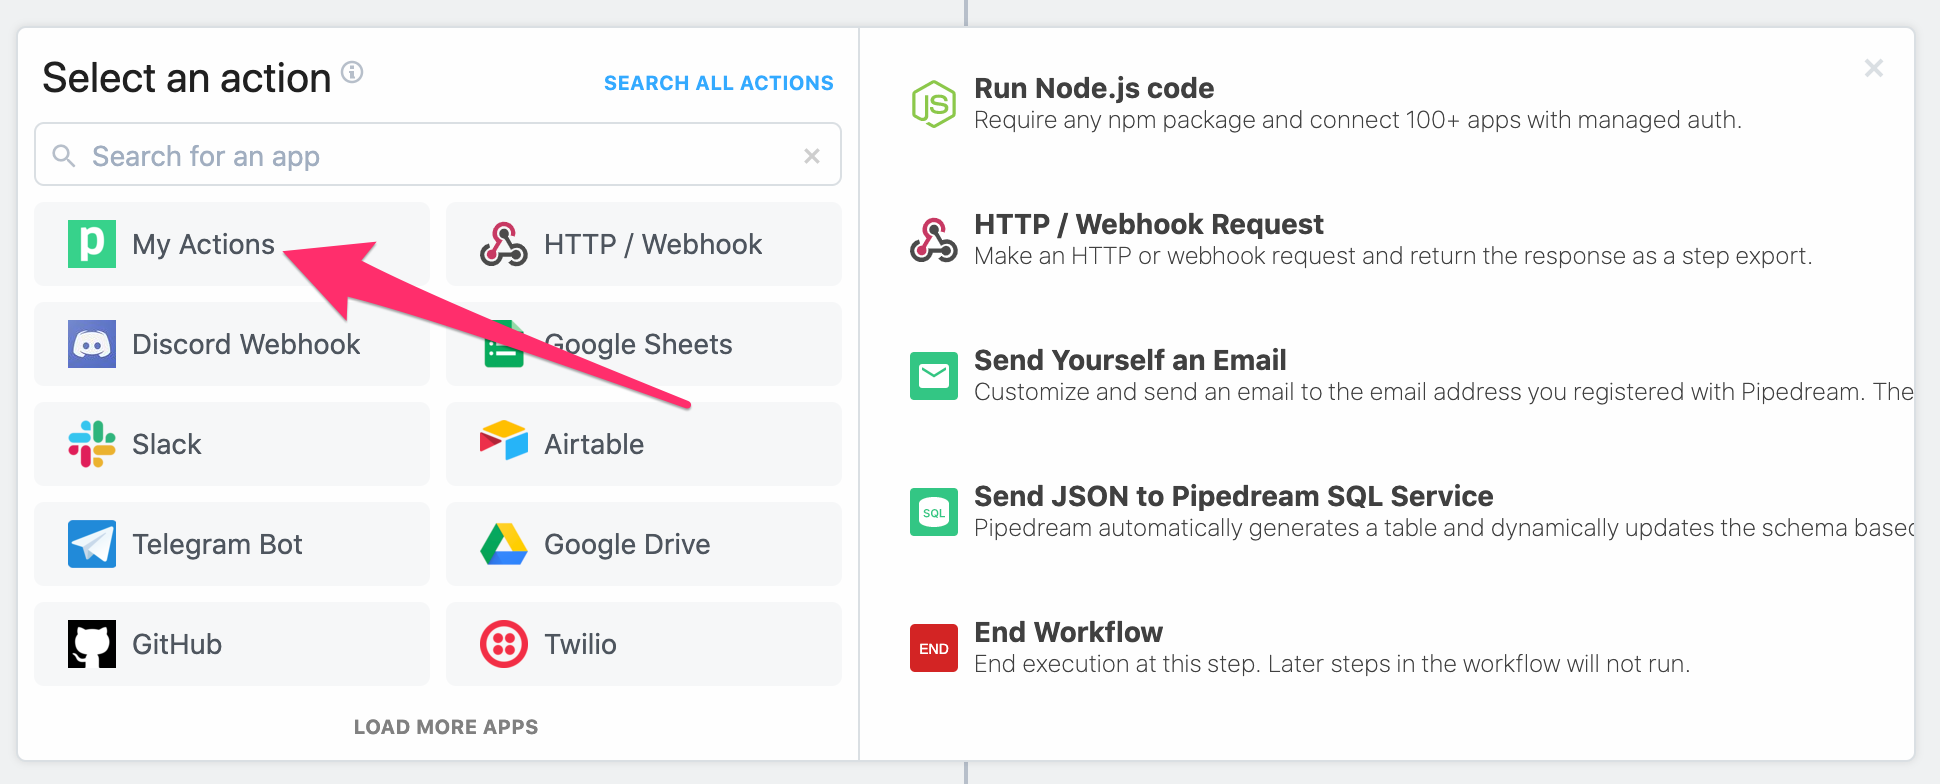 Select an action
SEARCH ALL ACTIONS
Search for an app
My Actions
HTTP / Webhook
Discord Webhook
Google Sheets
Slack
Airtable
Telegram Bot
Google Drive
GitHub
Twilio
LOAD MORE APPS
JS
Run Node.js code
Require any npm package and connect 100+ apps with managed auth.
HTTP / Webhook Request
Make an HTTP or webhook request and return the response as a step export.
Send Yourself an Email
Customize and send an email to the email address you registered with Pipedream. The
SQL
Send JSON to Pipedream SQL Service
Pipedream automatically generates a table and dynamically updates the schema based
END
End Workflow
End execution at this step. Later steps in the workflow will not run.